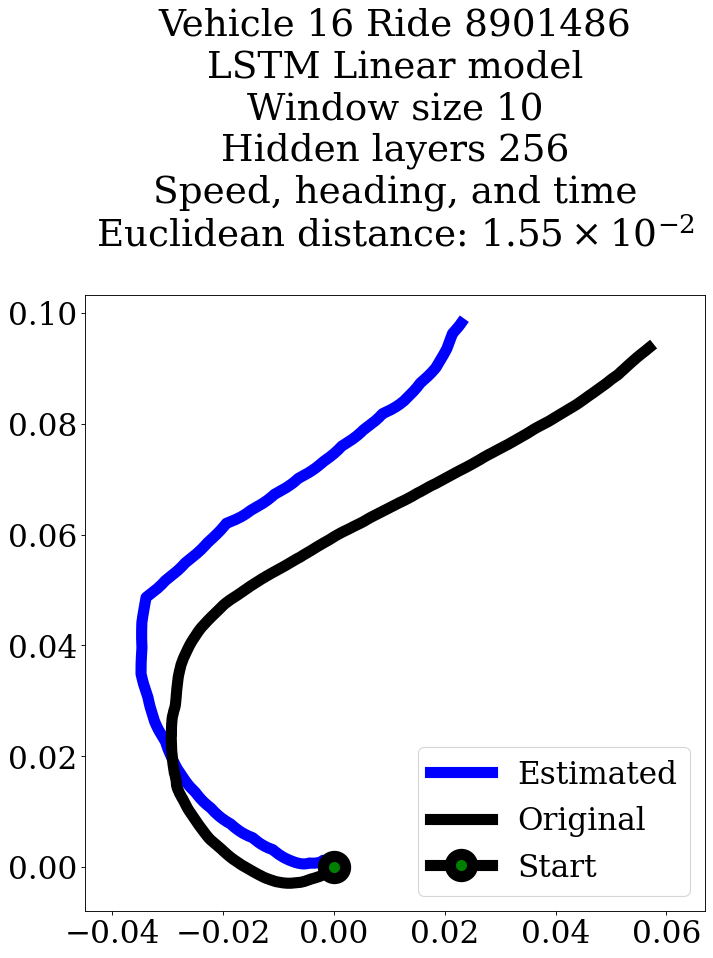 Vehicle 16 Ride 8901486
LSTM Linear model
Window size 10
Hidden layers 256
Speed, heading, and time
Euclidean distance: 1.55 × 10⁻²
0.10
0.08
0.06
0.04
0.02
0.00
Estimated
Original
Start
−0.04 −0.02 0.00 0.02 0.04 0.06